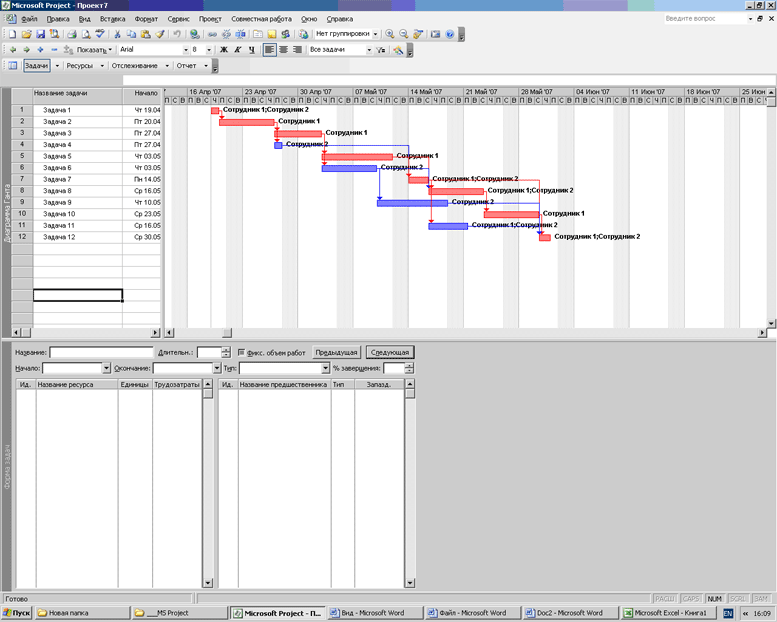 Microsoft Project - Проект7
Файл Правка Вид Вставка Формат Сервис Проект Совместная работа Окно Справка Введите вопрос
Нет группировки
Показать Arial 8 Ж К Ч Все задачи
Задачи Ресурсы Отслеживание Отчет
Название задачи Начало 16 Апр '07 23 Апр '07 30 Апр '07 07 Май '07 14 Май '07 21 Май '07 28 Май '07 04 Июн '07 11 Июн '07 18 Июн '07 25 Июн
1 Задача 1 Чт 19.04 Сотрудник 1;Сотрудник 2
2 Задача 2 Пт 20.04 Сотрудник 1
3 Задача 3 Пт 27.04 Сотрудник 1
4 Задача 4 Пт 27.04 Сотрудник 2
5 Задача 5 Чт 03.05 Сотрудник 1
6 Задача 6 Чт 03.05 Сотрудник 2
7 Задача 7 Пн 14.05 Сотрудник 1;Сотрудник 2
8 Задача 8 Ср 16.05 Сотрудник 1;Сотрудник 2
9 Задача 9 Чт 10.05 Сотрудник 2
10 Задача 10 Ср 23.05 Сотрудник 1
11 Задача 11 Ср 16.05 Сотрудник 1;Сотрудник 2
12 Задача 12 Ср 30.05 Сотрудник 1;Сотрудник 2
Диаграмма Ганта
Название: Длительн.: Фикс. объем работ Предыдущая Следующая
Начало: Окончание: Тип: % завершения:
Ид. Название ресурса Единицы Трудозатраты Ид. Название предшественника Тип Запазд.
Форма задач
Готово РАСШ CAPS NUM SCRL ЗАМ
Пуск Новая папка ___MS Project Microsoft Project - П... Вид - Microsoft Word Файл - Microsoft Word Doc2 - Microsoft Word Microsoft Excel - Книга1 EN « 16:09